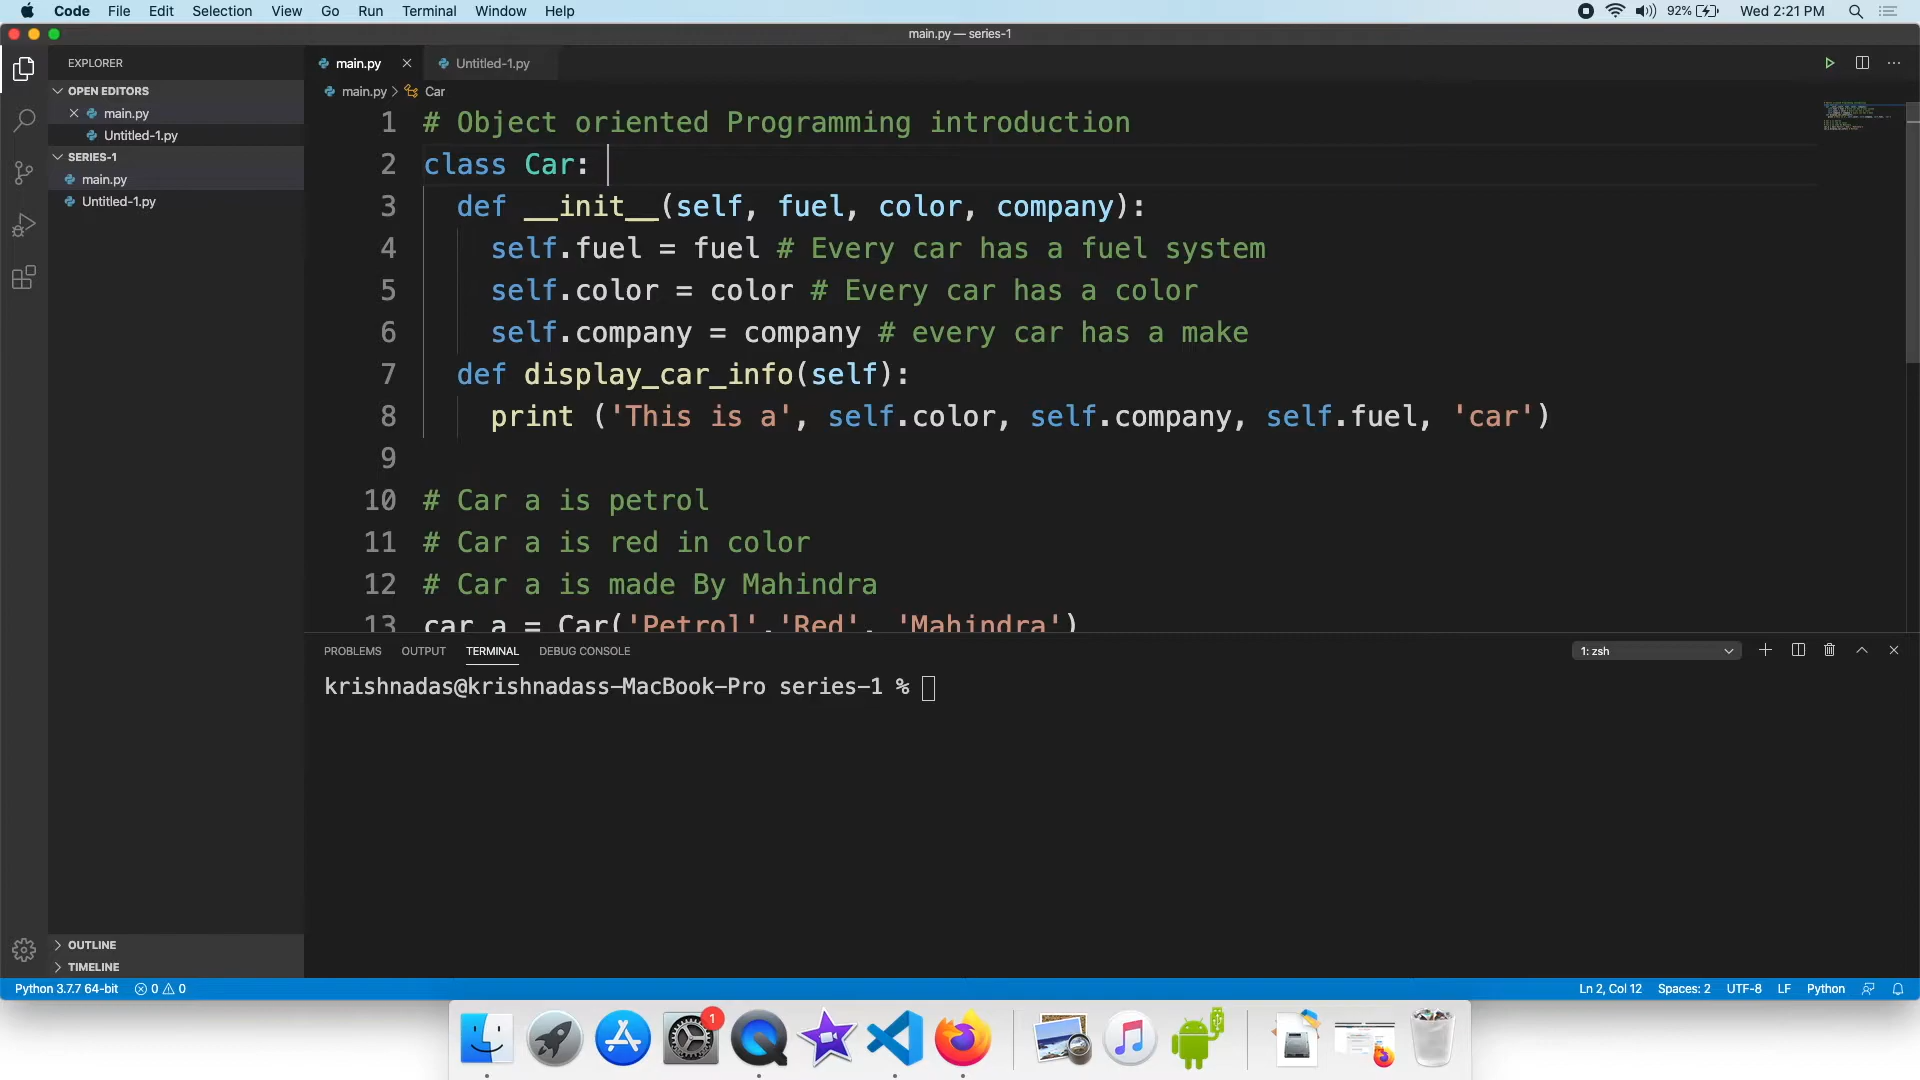 Code File Edit Selection View Go Run Terminal Window Help 92% Wed 2:21 PM
main.py — series-1
EXPLORER
OPEN EDITORS
main.py
Untitled-1.py
SERIES-1
main.py
Untitled-1.py
OUTLINE
TIMELINE
main.py Untitled-1.py
main.py > Car
1 # Object oriented Programming introduction
2 class Car:
3 def __init__(self, fuel, color, company):
4 self.fuel = fuel # Every car has a fuel system
5 self.color = color # Every car has a color
6 self.company = company # every car has a make
7 def display_car_info(self):
8 print ('This is a', self.color, self.company, self.fuel, 'car')
9
10 # Car a is petrol
11 # Car a is red in color
12 # Car a is made By Mahindra
13 car_a = Car('Petrol','Red', 'Mahindra')
PROBLEMS OUTPUT TERMINAL DEBUG CONSOLE 1: zsh
krishnadas@krishnadass-MacBook-Pro series-1 %
Python 3.7.7 64-bit 0 0 Ln 2, Col 12 Spaces: 2 UTF-8 LF Python
1